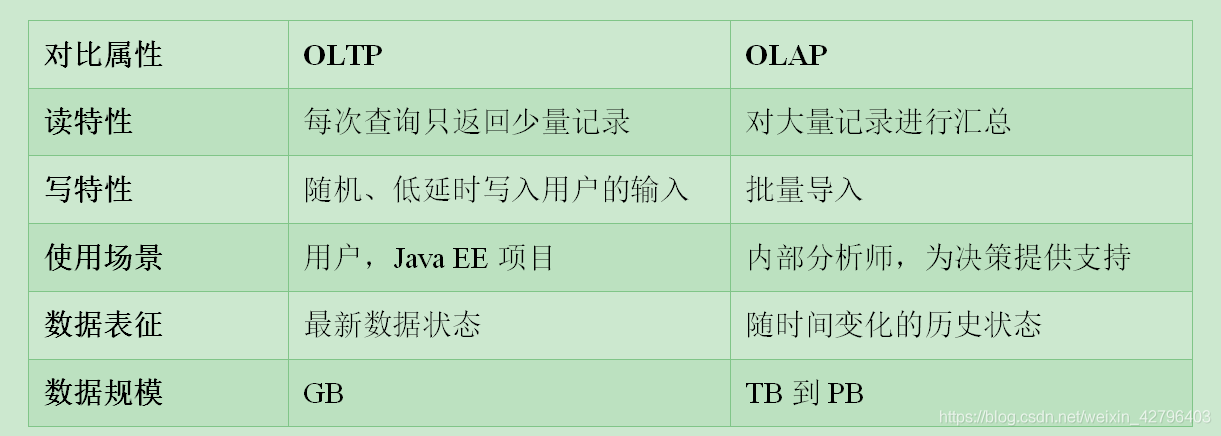 对比属性 OLTP OLAP
读特性 每次查询只返回少量记录 对大量记录进行汇总
写特性 随机、低延时写入用户的输入 批量导入
使用场景 用户，Java EE 项目 内部分析师，为决策提供支持
数据表征 最新数据状态 随时间变化的历史状态
数据规模 GB TB 到 PB
https://blog.csdn.net/weixin_42796403